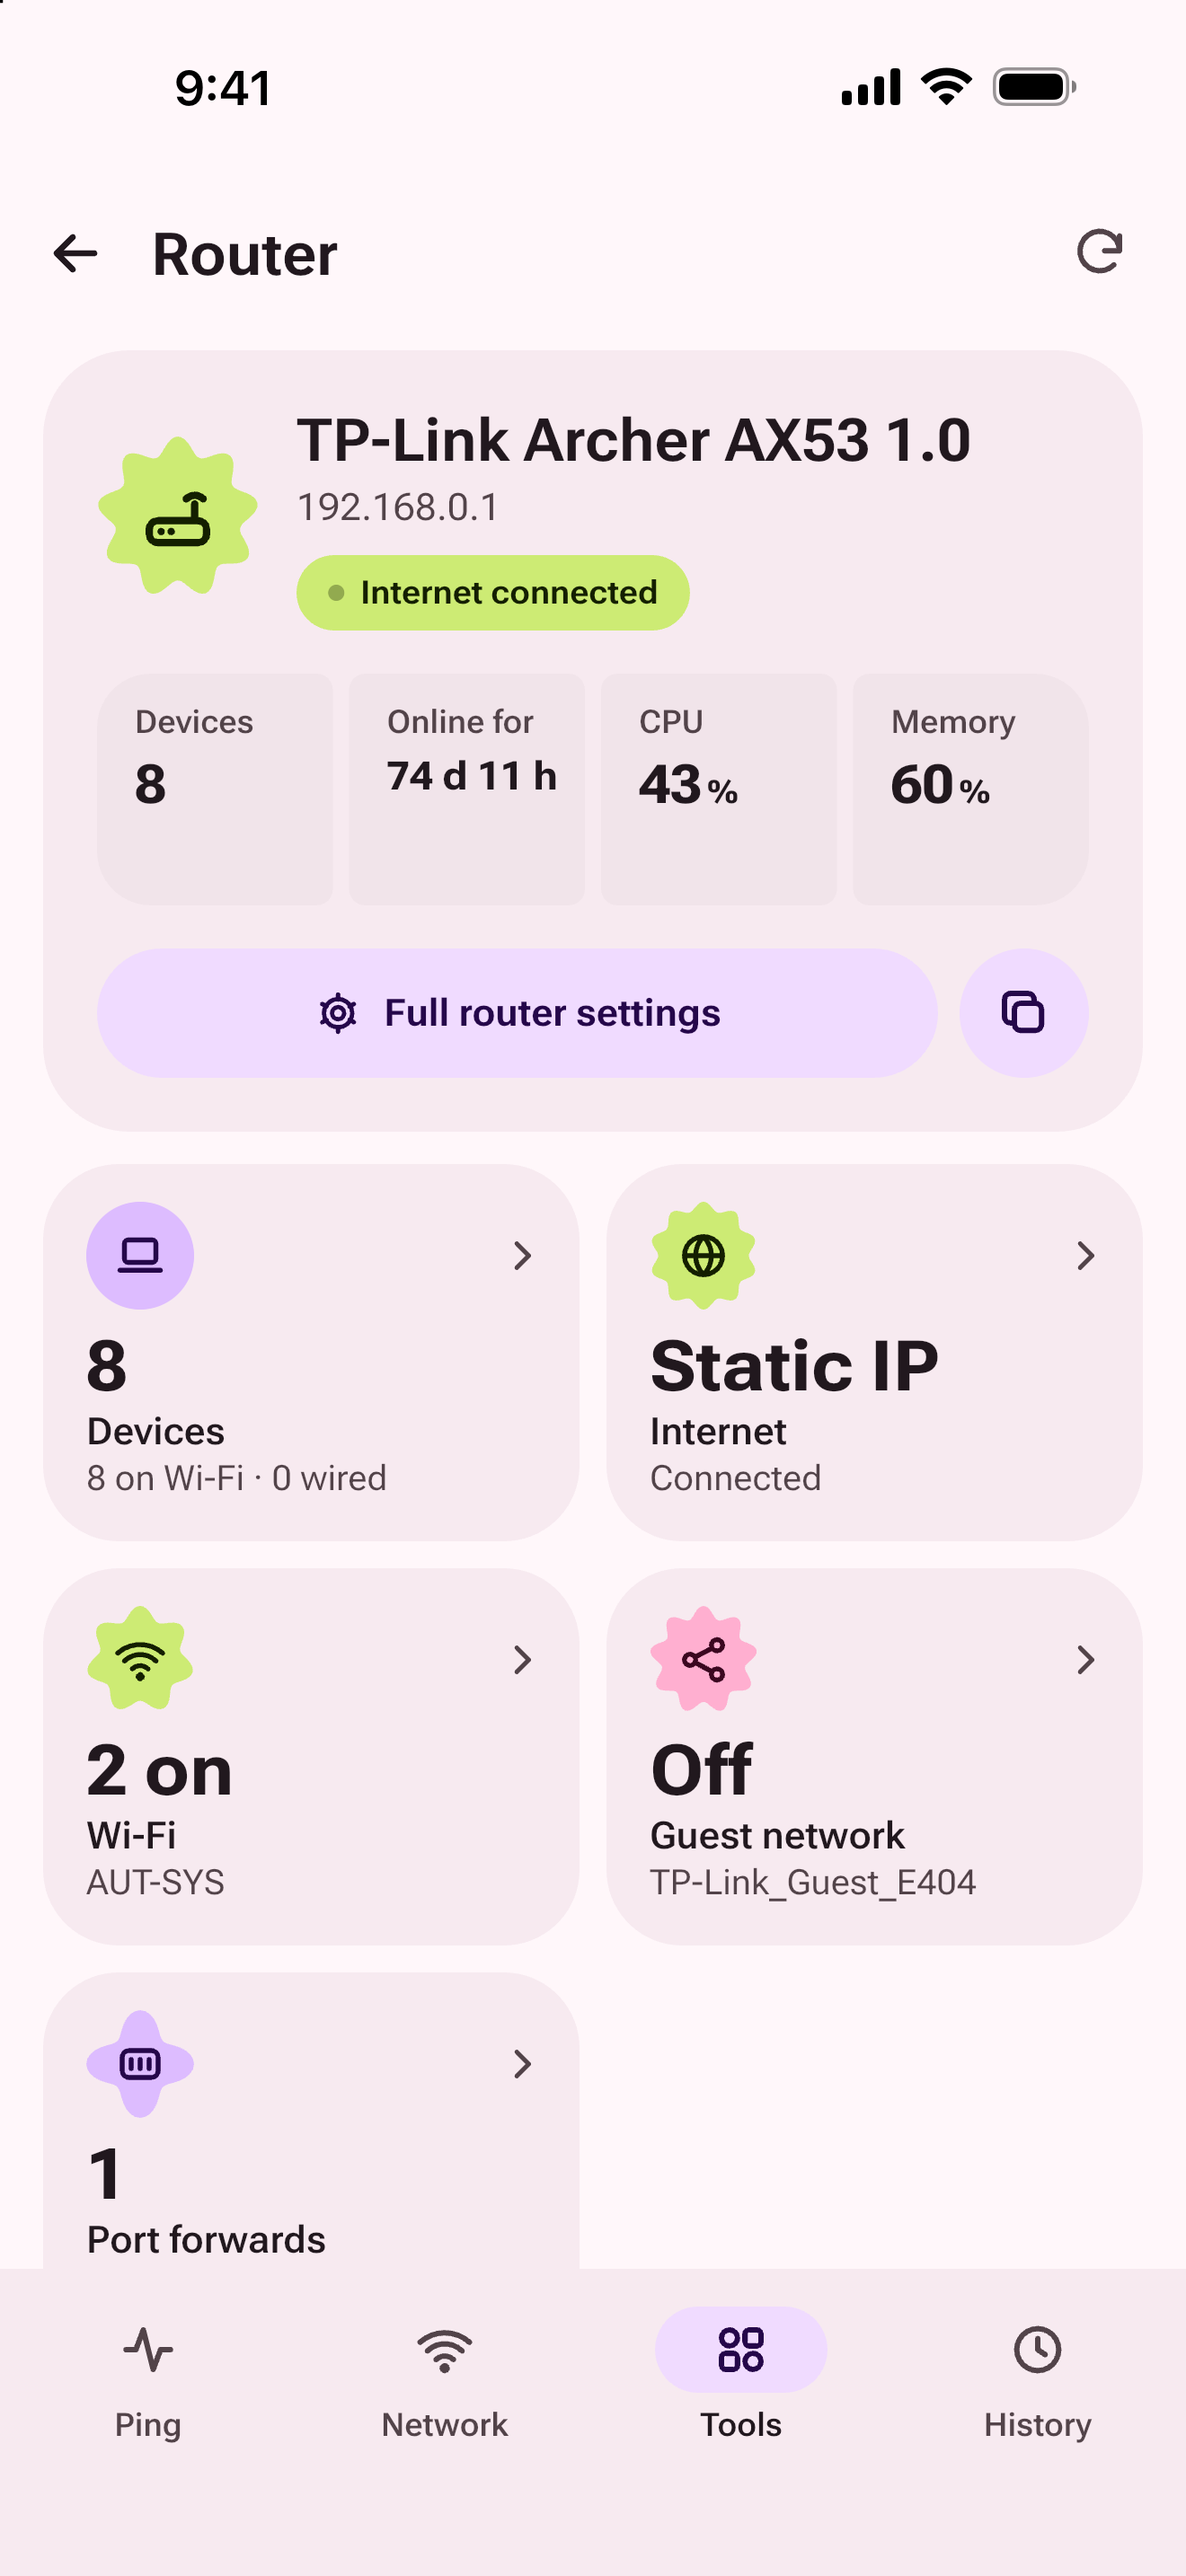 9:41
Router
TP-Link Archer AX53 1.0
192.168.0.1
Internet connected
Devices
8
Online for
74 d 11 h
CPU
43 %
Memory
60 %
Full router settings
8
Devices
8 on Wi-Fi · 0 wired
Static IP
Internet
Connected
2 on
Wi-Fi
AUT-SYS
Off
Guest network
TP-Link_Guest_E404
1
Port forwards
Ping
Network
Tools
History